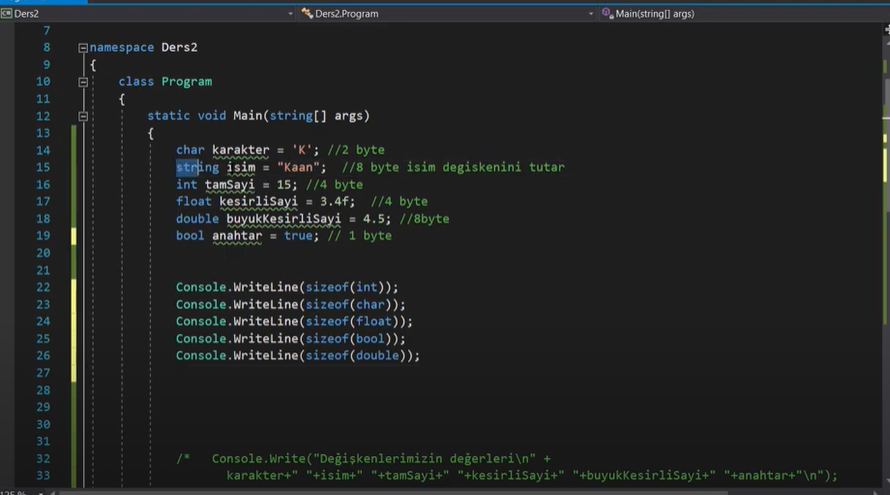 Ders2 Ders2.Program Main(string[] args)
7
8 namespace Ders2
9 {
10 class Program
11 {
12 static void Main(string[] args)
13 {
14 char karakter = 'K'; //2 byte
15 string isim = "Kaan"; //8 byte isim degiskenini tutar
16 int tamSayi = 15; //4 byte
17 float kesirliSayi = 3.4f; //4 byte
18 double buyukKesirliSayi = 4.5; //8byte
19 bool anahtar = true; // 1 byte
20
21
22 Console.WriteLine(sizeof(int));
23 Console.WriteLine(sizeof(char));
24 Console.WriteLine(sizeof(float));
25 Console.WriteLine(sizeof(bool));
26 Console.WriteLine(sizeof(double));
27
28
29
30
31
32 /* Console.Write("Değişkenlerimizin değerleri\n" +
33 karakter+" "+isim+" "+tamSayi+" "+kesirliSayi+" "+buyukKesirliSayi+" "+anahtar+"\n");